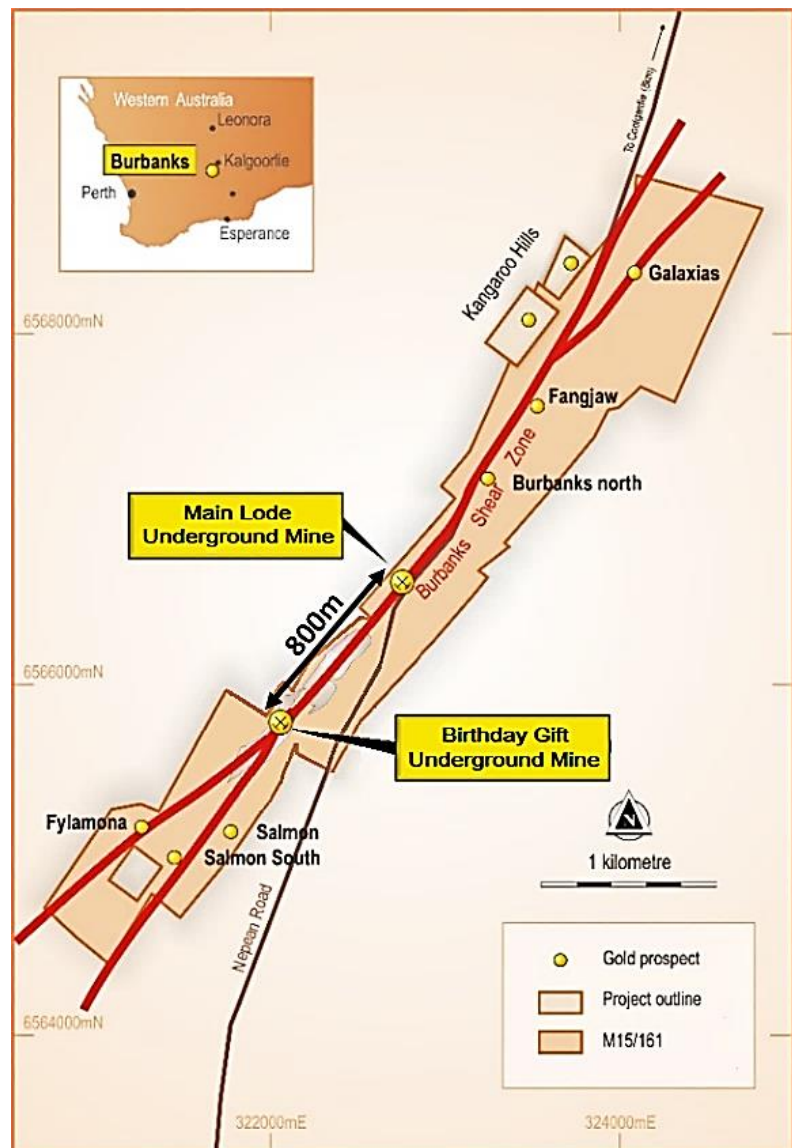 Western Australia
Leonora
Burbanks
Kalgoorlie
Perth
Esperance
To Coolgardie (8km)
Kangaroo Hills
Galaxias
6568000mN
Fangjaw
Burbanks north
Burbanks Shear Zone
Main Lode
Underground Mine
800m
6566000mN
Birthday Gift
Underground Mine
Fylamona
Salmon
Salmon South
N
1 kilometre
Nepean Road
Gold prospect
Project outline
M15/161
6564000mN
322000mE
324000mE